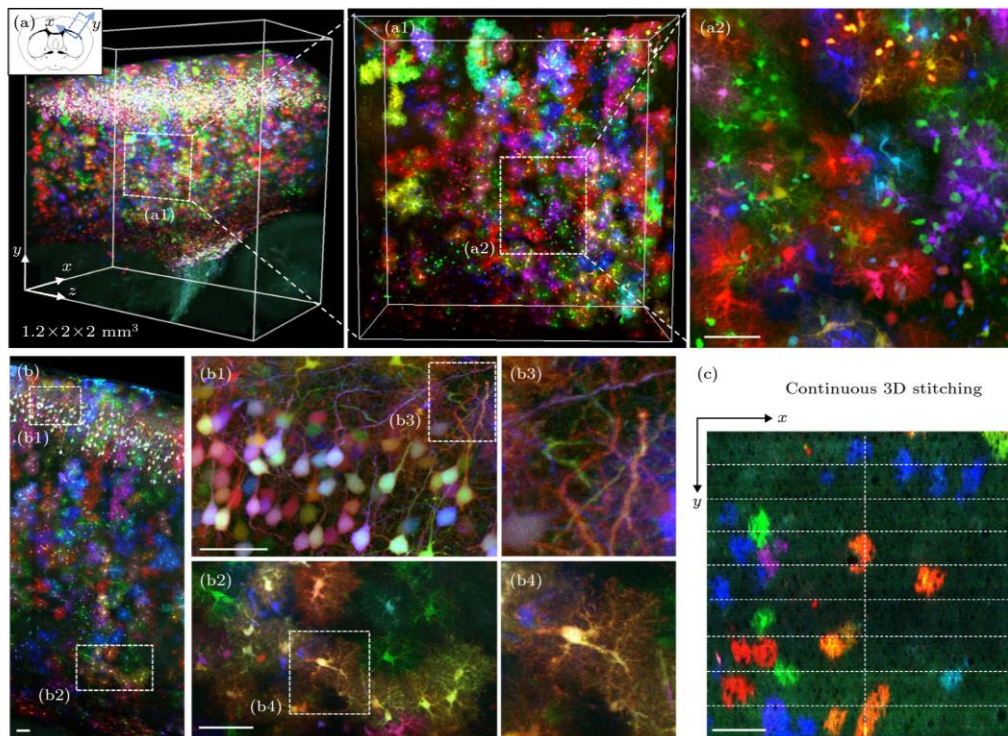 (a)
x
y
(a1)
y
x
z
1.2×2×2 mm³
(a1)
(a2)
(a2)
(b)
(b1)
(b2)
(b1)
(b3)
(b2)
(b4)
(b3)
(b4)
(c)
Continuous 3D stitching
x
y